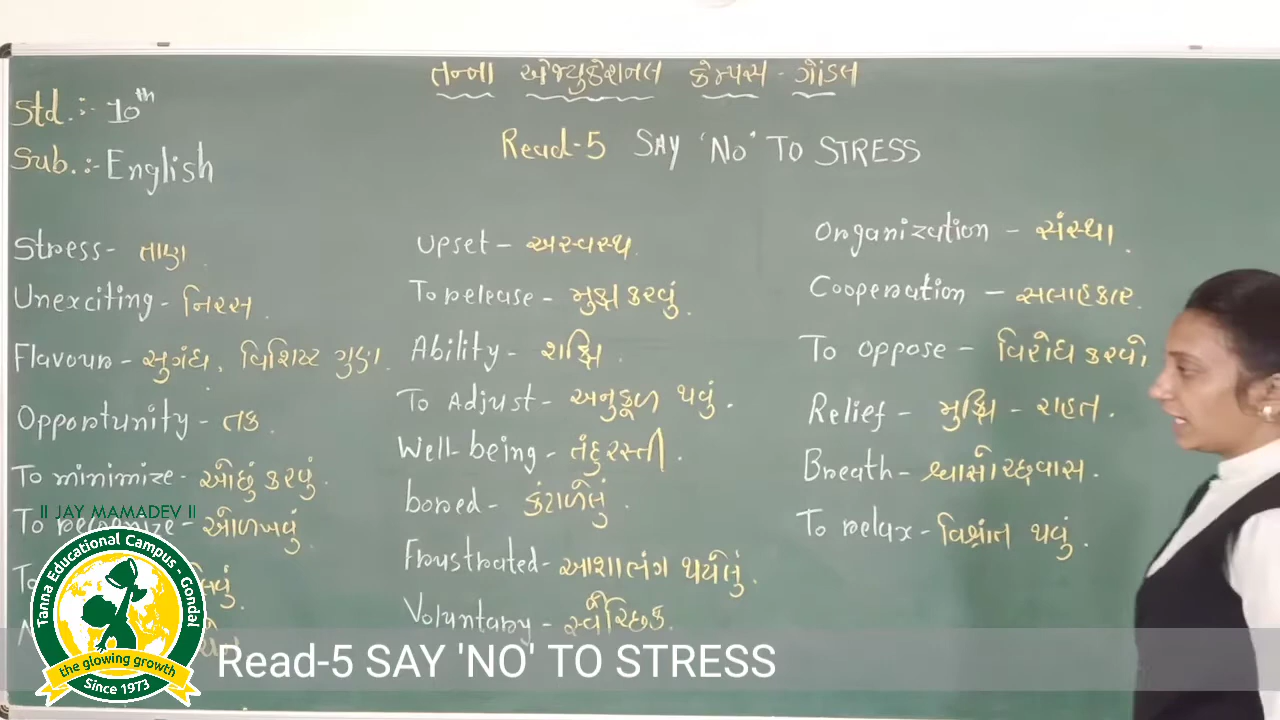 તન્ના એજ્યુકેશનલ કેમ્પસ - ગોંડલ
Std. :- 10th
Sub. :- English
Read-5 SAY 'No' TO STRESS
Stress - તાણ.
Unexciting - નિરસ.
Flavour - સુગંધ, વિશિષ્ટ ગુણ.
Opportunity - તક.
To minimize - ઓછું કરવું.
To recognize - ઓળખવું
To
Upset - અસ્વસ્થ.
To release - મુક્ત કરવું.
Ability - શક્તિ.
To Adjust - અનુકૂળ થવું.
Well-being - તંદુરસ્તી.
bored - કંટાળેલું.
Frustrated - આશાભંગ થયેલું.
Voluntary - સ્વૈચ્છિક.
Organization - સંસ્થા.
Cooperation - સલાહકાર.
To oppose - વિરોધ કરવો
Relief - મુક્તિ - રાહત.
Breath - શ્વાસોચ્છવાસ.
To relax - વિશ્રાંત થવું.
॥ JAY MAMADEV ॥
Tanna Educational Campus - Gondal
the glowing growth
Since 1973
Read-5 SAY 'NO' TO STRESS